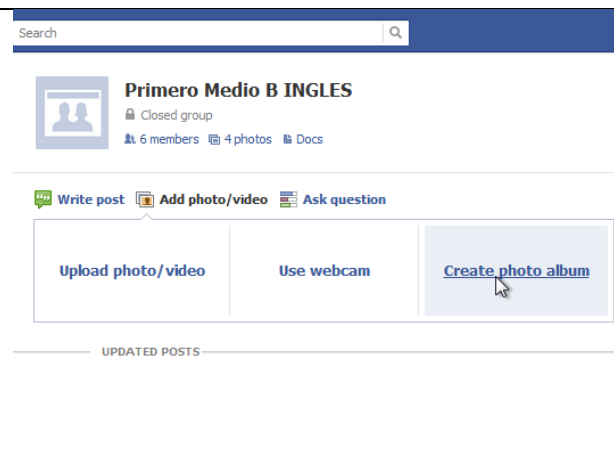 Search
Primero Medio B INGLES
Closed group
6 members 4 photos Docs
Write post Add photo/video Ask question
Upload photo/video Use webcam Create photo album
UPDATED POSTS